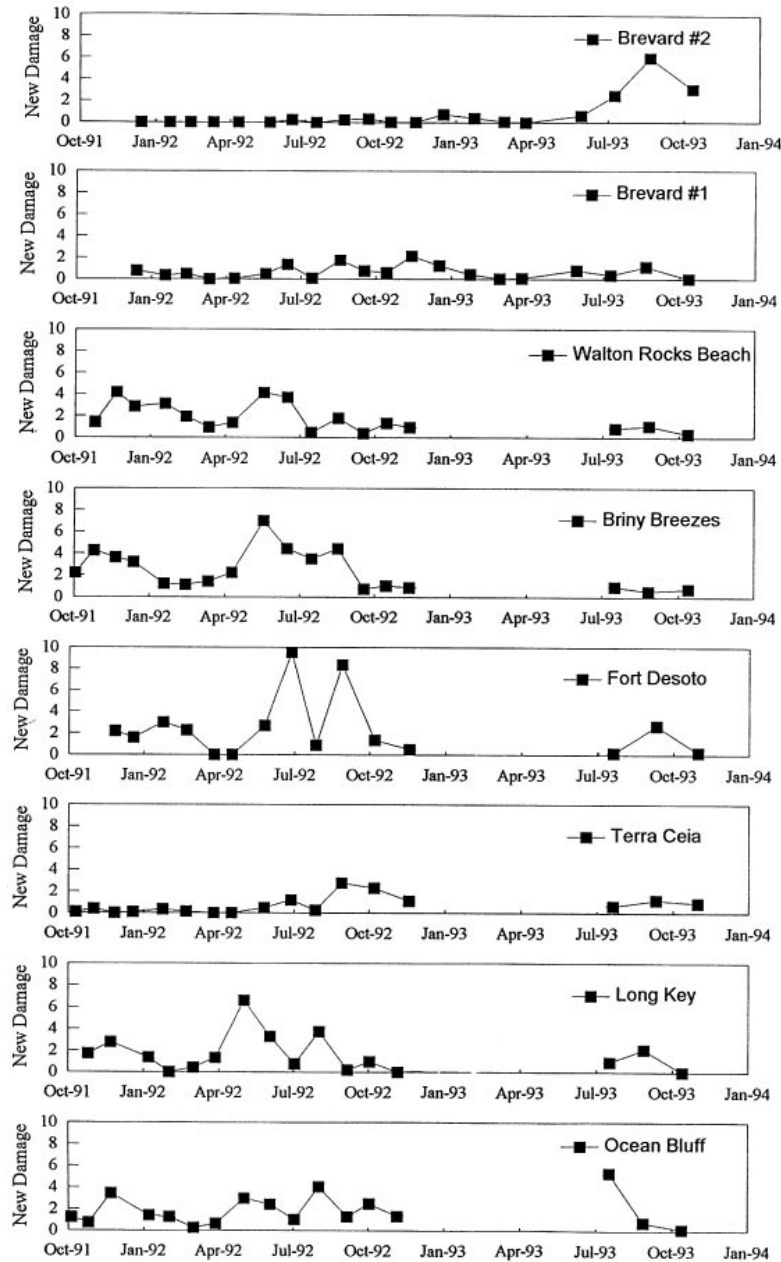 10
8
6
4
2
0
New Damage
Brevard #2
Oct-91 Jan-92 Apr-92 Jul-92 Oct-92 Jan-93 Apr-93 Jul-93 Oct-93 Jan-94
10
8
6
4
2
0
New Damage
Brevard #1
Oct-91 Jan-92 Apr-92 Jul-92 Oct-92 Jan-93 Apr-93 Jul-93 Oct-93 Jan-94
10
8
6
4
2
0
New Damage
Walton Rocks Beach
Oct-91 Jan-92 Apr-92 Jul-92 Oct-92 Jan-93 Apr-93 Jul-93 Oct-93 Jan-94
10
8
6
4
2
0
New Damage
Briny Breezes
Oct-91 Jan-92 Apr-92 Jul-92 Oct-92 Jan-93 Apr-93 Jul-93 Oct-93 Jan-94
10
8
6
4
2
0
New Damage
Fort Desoto
Oct-91 Jan-92 Apr-92 Jul-92 Oct-92 Jan-93 Apr-93 Jul-93 Oct-93 Jan-94
10
8
6
4
2
0
New Damage
Terra Ceia
Oct-91 Jan-92 Apr-92 Jul-92 Oct-92 Jan-93 Apr-93 Jul-93 Oct-93 Jan-94
10
8
6
4
2
0
New Damage
Long Key
Oct-91 Jan-92 Apr-92 Jul-92 Oct-92 Jan-93 Apr-93 Jul-93 Oct-93 Jan-94
10
8
6
4
2
0
New Damage
Ocean Bluff
Oct-91 Jan-92 Apr-92 Jul-92 Oct-92 Jan-93 Apr-93 Jul-93 Oct-93 Jan-94